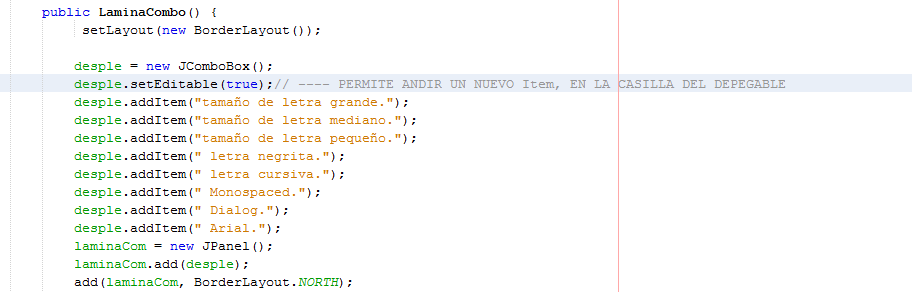 public LaminaCombo() {
setLayout(new BorderLayout());
desple = new JComboBox();
desple.setEditable(true);// ---- PERMITE ANDIR UN NUEVO Item, EN LA CASILLA DEL DEPEGABLE
desple.addItem("tamaño de letra grande.");
desple.addItem("tamaño de letra mediano.");
desple.addItem("tamaño de letra pequeño.");
desple.addItem(" letra negrita.");
desple.addItem(" letra cursiva.");
desple.addItem(" Monospaced.");
desple.addItem(" Dialog.");
desple.addItem(" Arial.");
laminaCom = new JPanel();
laminaCom.add(desple);
add(laminaCom, BorderLayout.NORTH);